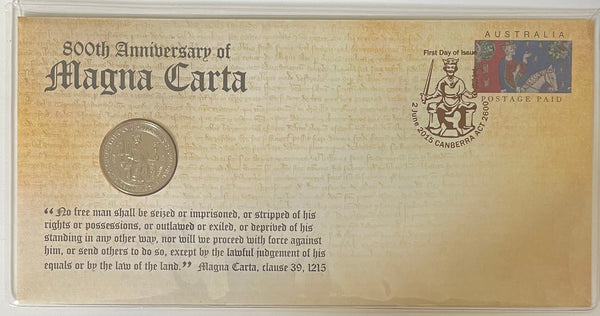 800th Anniversary of
Magna Carta
First Day of Issue
2 June 2015 CANBERRA ACT 2600
AUSTRALIA
POSTAGE PAID
“No free man shall be seized or imprisoned, or stripped of his
rights or possessions, or outlawed or exiled, or deprived of his
standing in any other way, nor will we proceed with force against
him, or send others to do so, except by the lawful judgement of his
equals or by the law of the land.” Magna Carta, clause 39, 1215